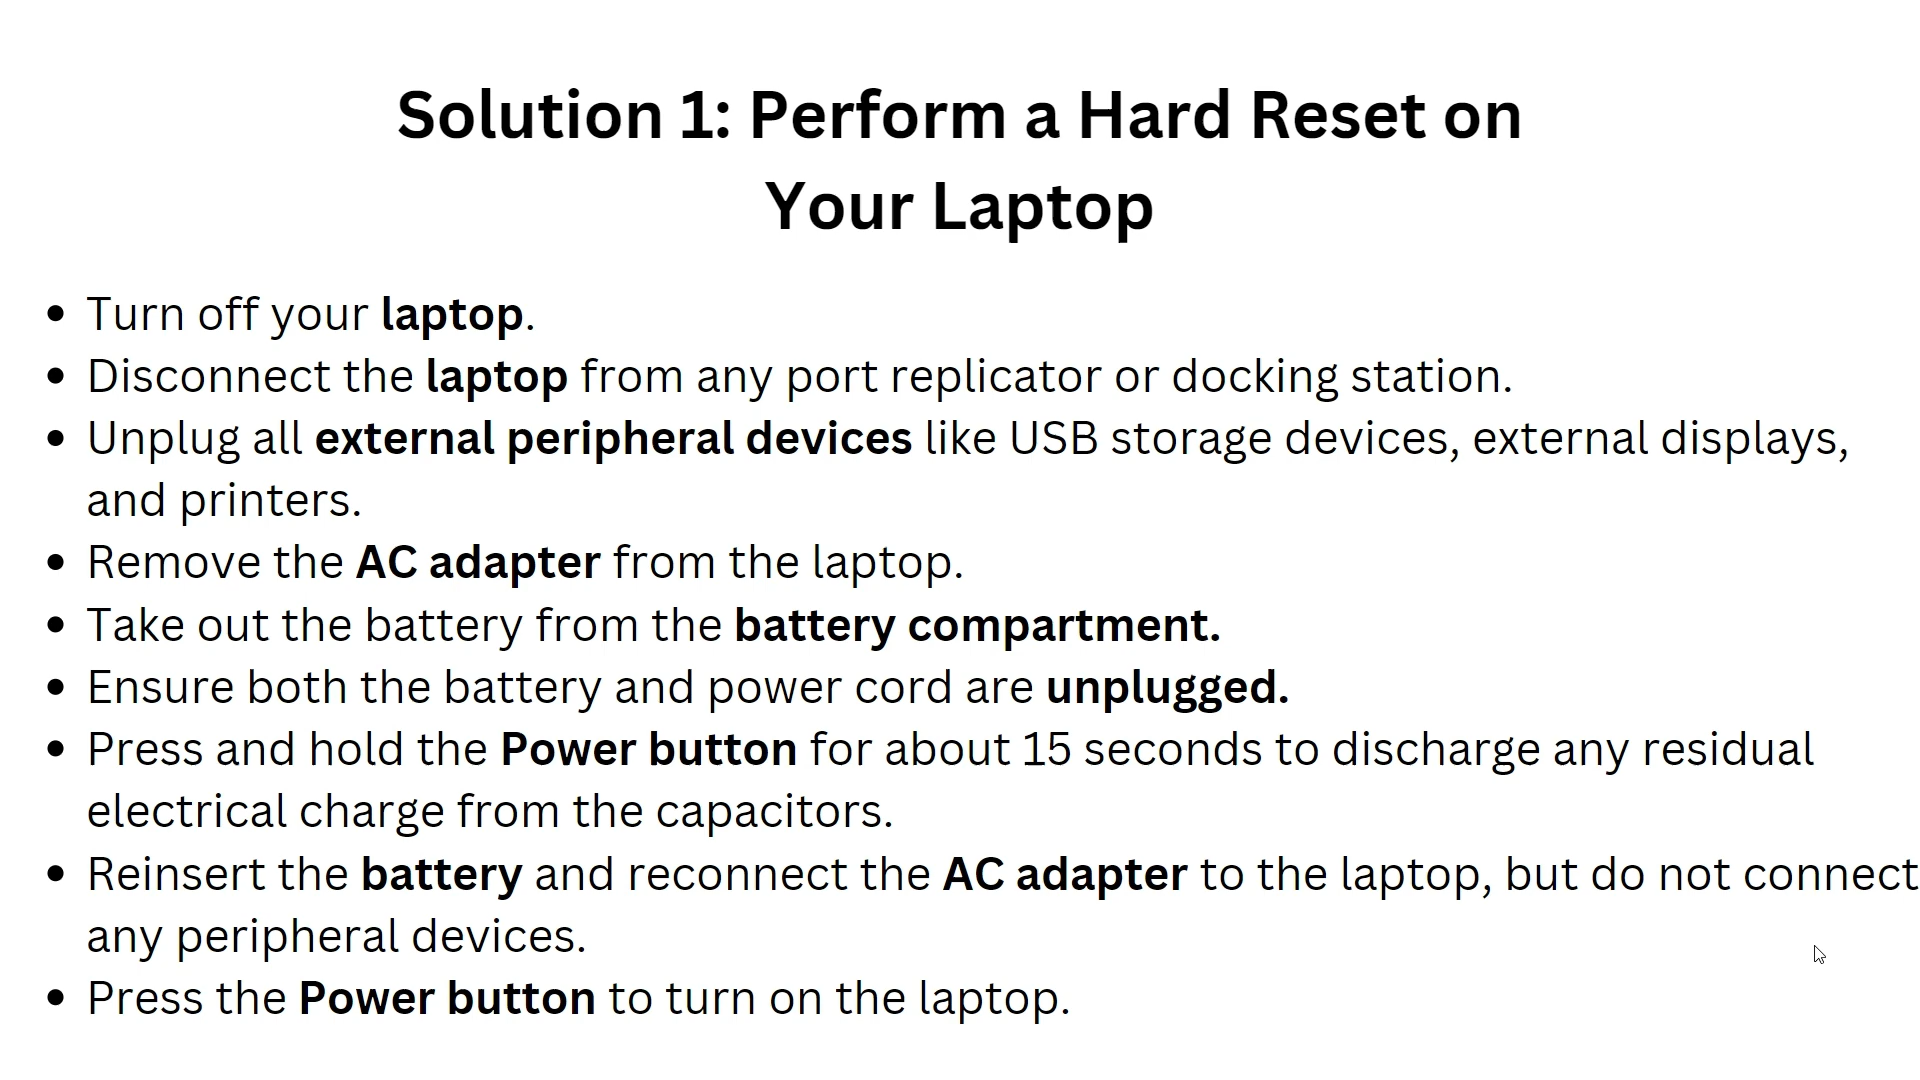 Solution 1: Perform a Hard Reset on
Your Laptop
• Turn off your laptop.
• Disconnect the laptop from any port replicator or docking station.
• Unplug all external peripheral devices like USB storage devices, external displays,
and printers.
• Remove the AC adapter from the laptop.
• Take out the battery from the battery compartment.
• Ensure both the battery and power cord are unplugged.
• Press and hold the Power button for about 15 seconds to discharge any residual
electrical charge from the capacitors.
• Reinsert the battery and reconnect the AC adapter to the laptop, but do not connect
any peripheral devices.
• Press the Power button to turn on the laptop.